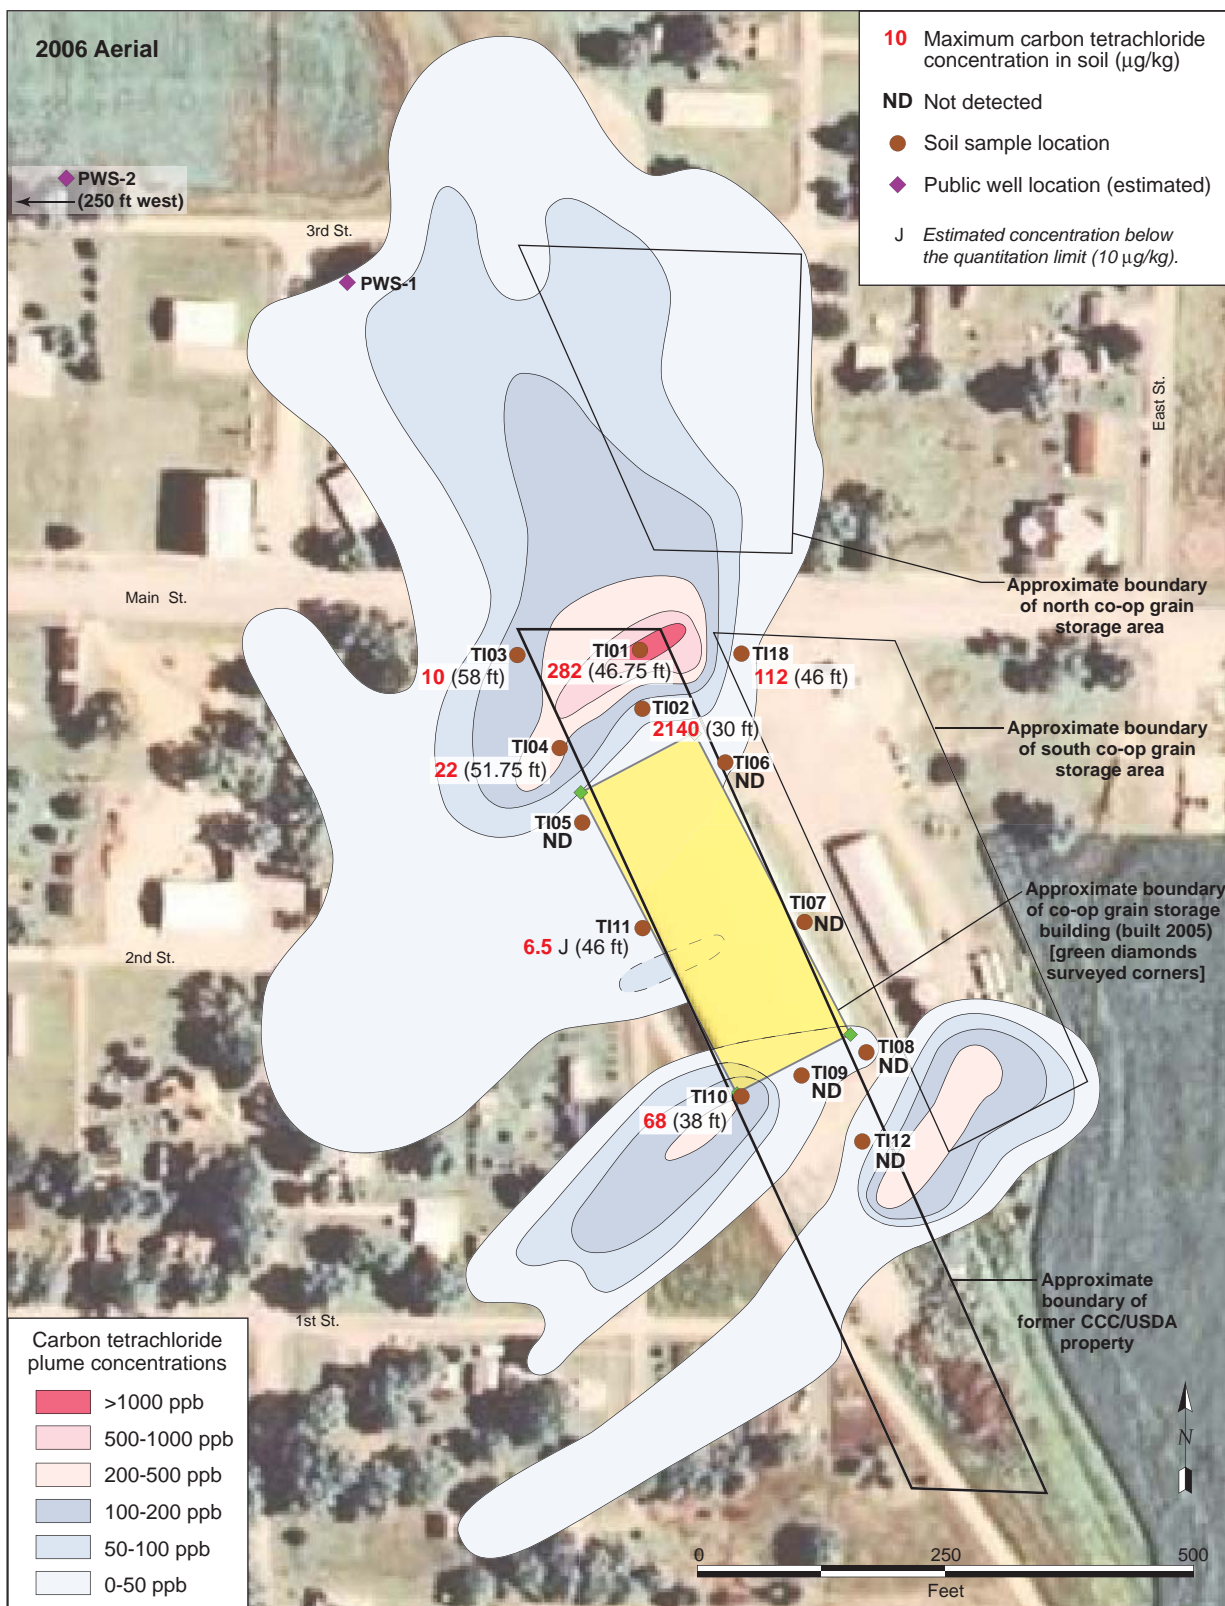 2006 Aerial
10 Maximum carbon tetrachloride
concentration in soil (µg/kg)
ND Not detected
Soil sample location
Public well location (estimated)
J Estimated concentration below
the quantitation limit (10 µg/kg).
PWS-2
(250 ft west)
3rd St.
PWS-1
East St.
Main St.
Approximate boundary
of north co-op grain
storage area
TI03
10 (58 ft)
TI01
282 (46.75 ft)
TI18
112 (46 ft)
TI02
2140 (30 ft)
TI04
22 (51.75 ft)
TI06
ND
Approximate boundary
of south co-op grain
storage area
TI05
ND
TI07
ND
TI11
6.5 J (46 ft)
2nd St.
Approximate boundary
of co-op grain storage
building (built 2005)
[green diamonds
surveyed corners]
TI08
ND
TI09
ND
TI10
68 (38 ft)
TI12
ND
1st St.
Approximate
boundary of
former CCC/USDA
property
Carbon tetrachloride
plume concentrations
>1000 ppb
500-1000 ppb
200-500 ppb
100-200 ppb
50-100 ppb
0-50 ppb
N
0 250 500
Feet